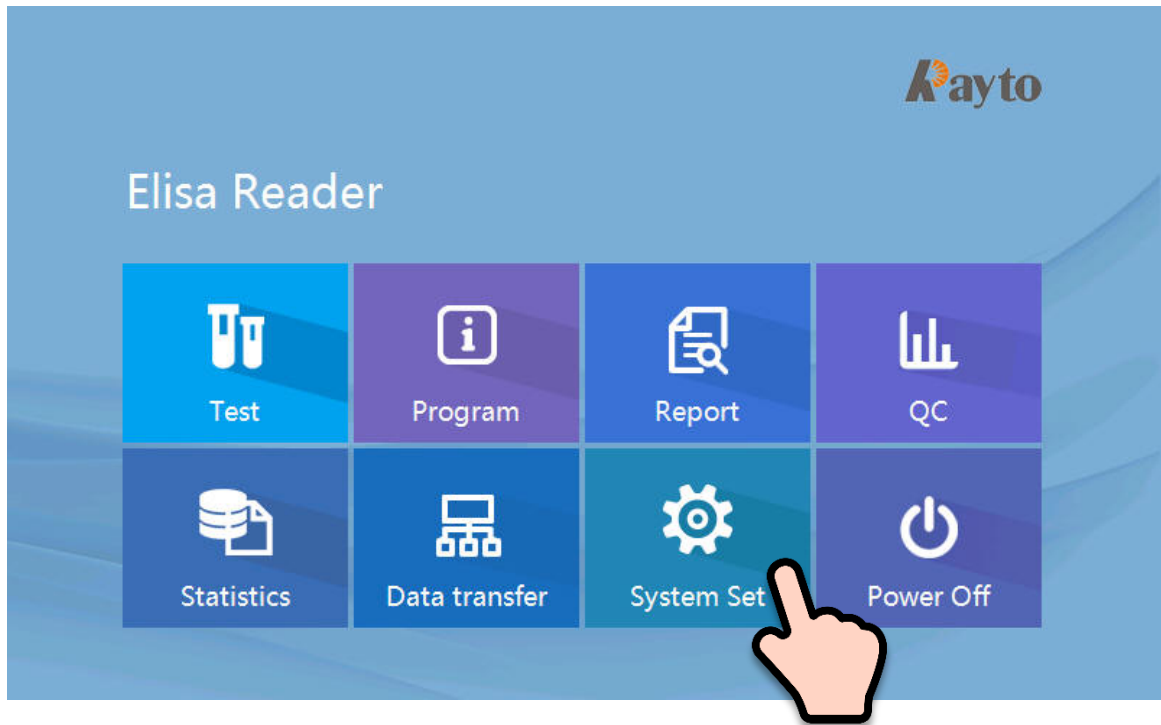 Rayto
Elisa Reader
Test
Program
Report
QC
Statistics
Data transfer
System Set
Power Off